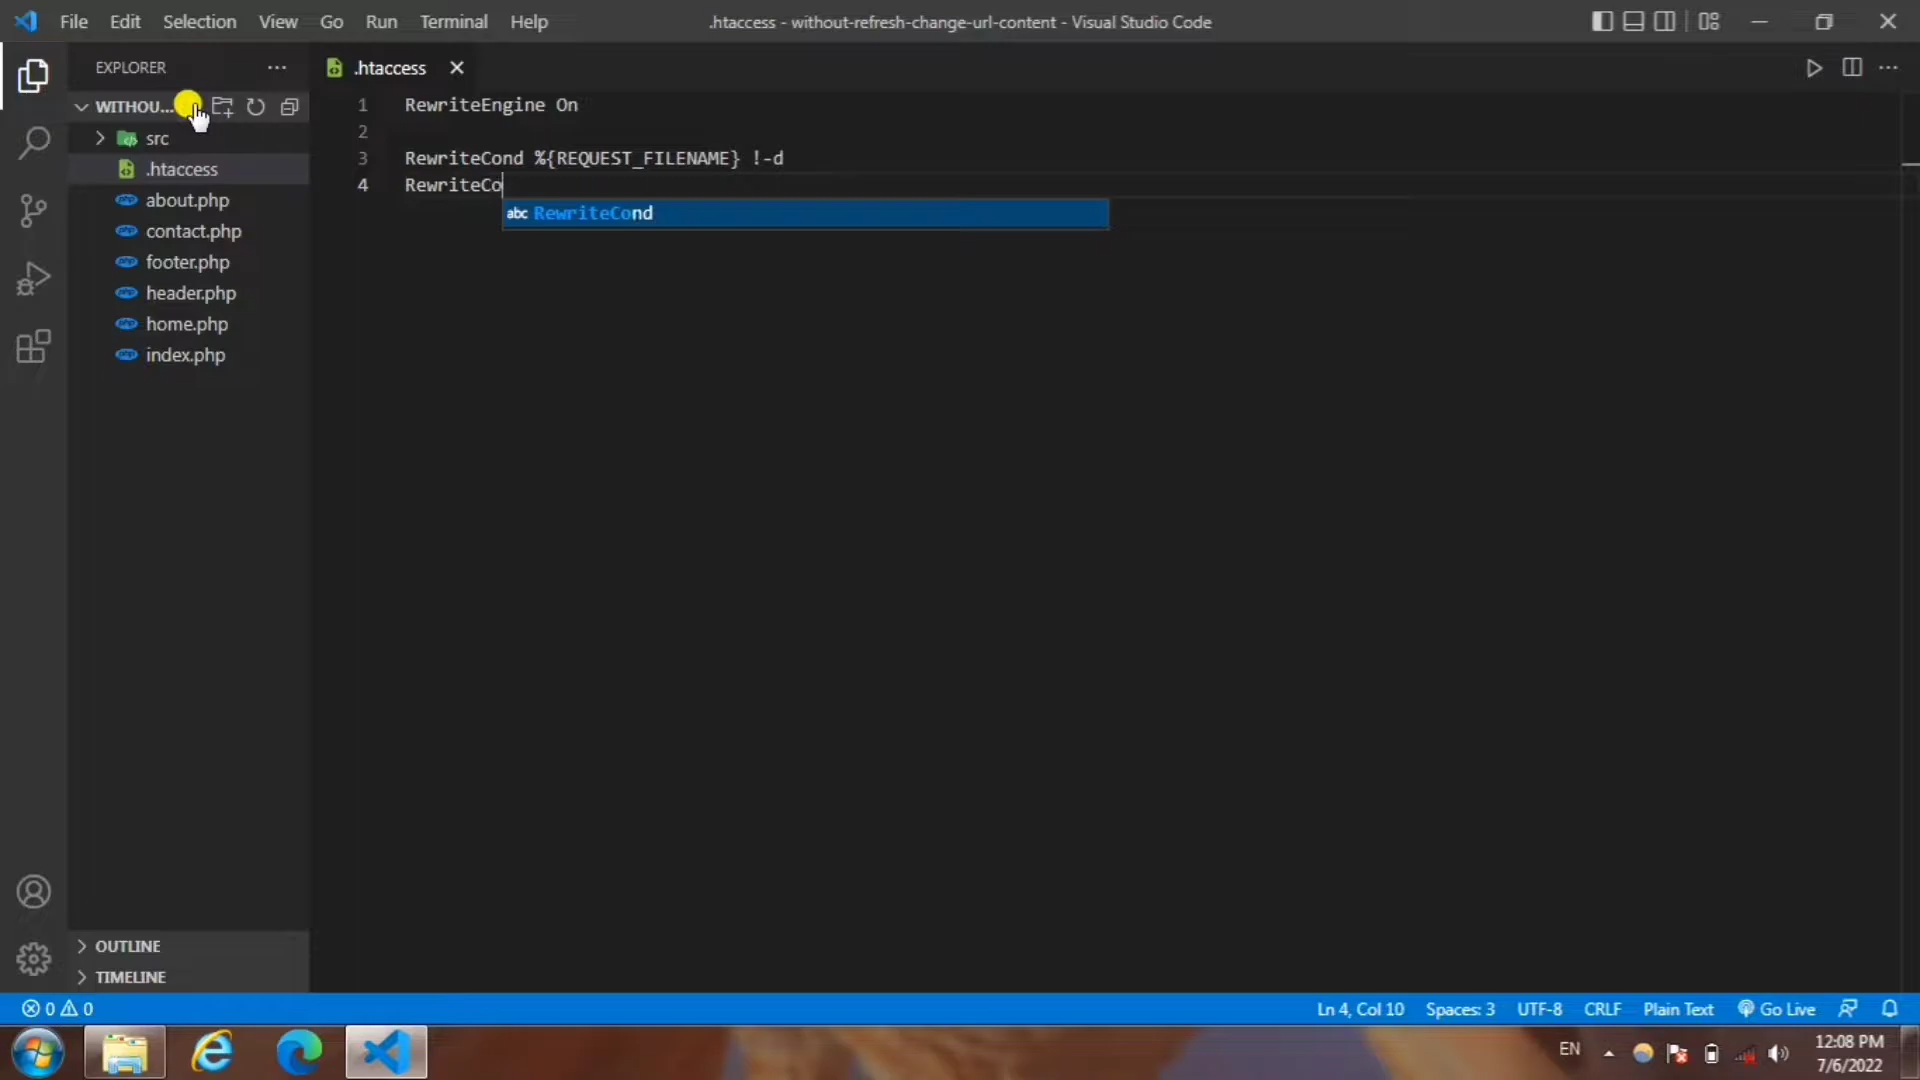 File Edit Selection View Go Run Terminal Help
.htaccess - without-refresh-change-url-content - Visual Studio Code
EXPLORER
.htaccess
WITHOU...
src
.htaccess
about.php
contact.php
footer.php
header.php
home.php
index.php
1 RewriteEngine On
2
3 RewriteCond %{REQUEST_FILENAME} !-d
4 RewriteCo
abc RewriteCond
OUTLINE
TIMELINE
0 0
Ln 4, Col 10 Spaces: 3 UTF-8 CRLF Plain Text Go Live
EN
12:08 PM
7/6/2022